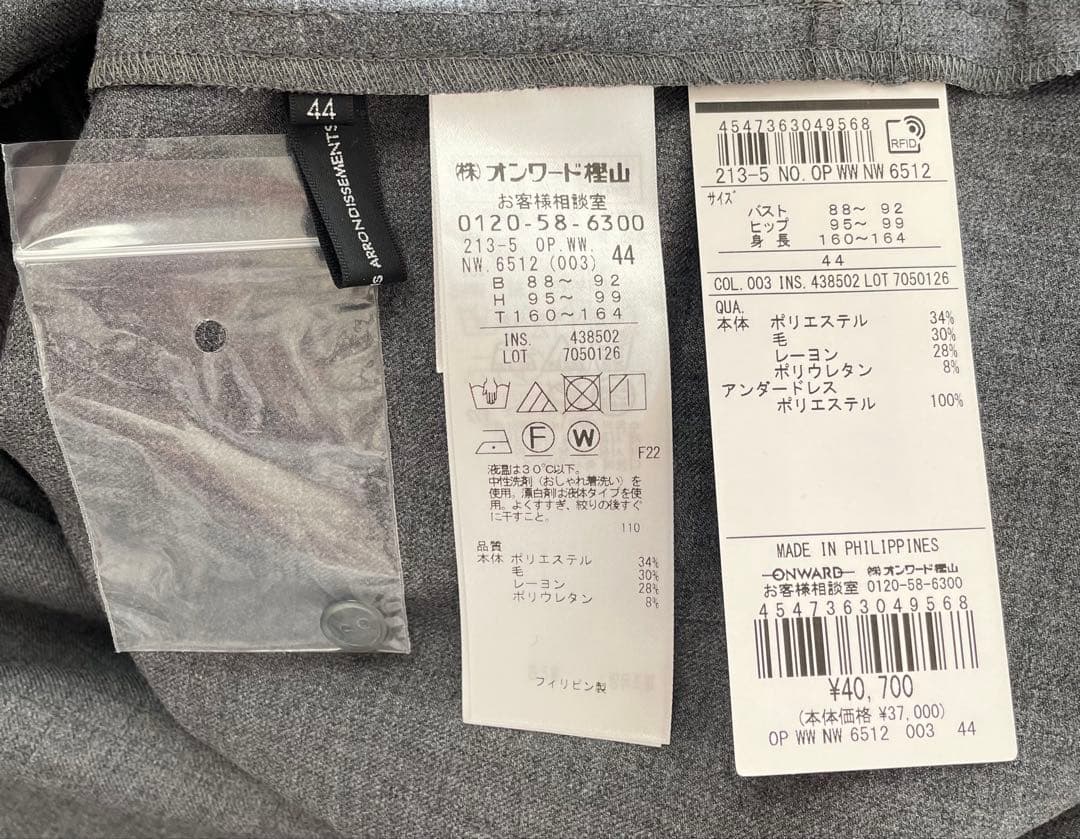 44
S ARRONDISSEMENTS
㈱ オンワード樫山
お客様相談室
0120-58-6300
213-5 OP.WW.
NW.6512 (003) 44
B 88～ 92
H 95～ 99
T 160～164
INS. 438502
LOT 7050126
F
W
F22
液温は30℃以下。
中性洗剤（おしゃれ着洗い）を
使用。漂白剤は液体タイプを使
用。よくすすぎ、絞りの後すぐ
に干すこと。
110
品質
本体 ポリエステル 34%
毛 30%
レーヨン 28%
ポリウレタン 8%
フィリピン製
4547363049568
RFID
213-5 NO. OP WW NW 6512
サイズ
バスト 88～ 92
ヒップ 95～ 99
身長 160～164
44
COL. 003 INS. 438502 LOT 7050126
QUA.
本体 ポリエステル 34%
毛 30%
レーヨン 28%
ポリウレタン 8%
アンダードレス
ポリエステル 100%
MADE IN PHILIPPINES
ONWARD ㈱オンワード樫山
お客様相談室 0120-58-6300
4547363049568
¥40,700
(本体価格 ¥37,000)
OP WW NW 6512 003 44